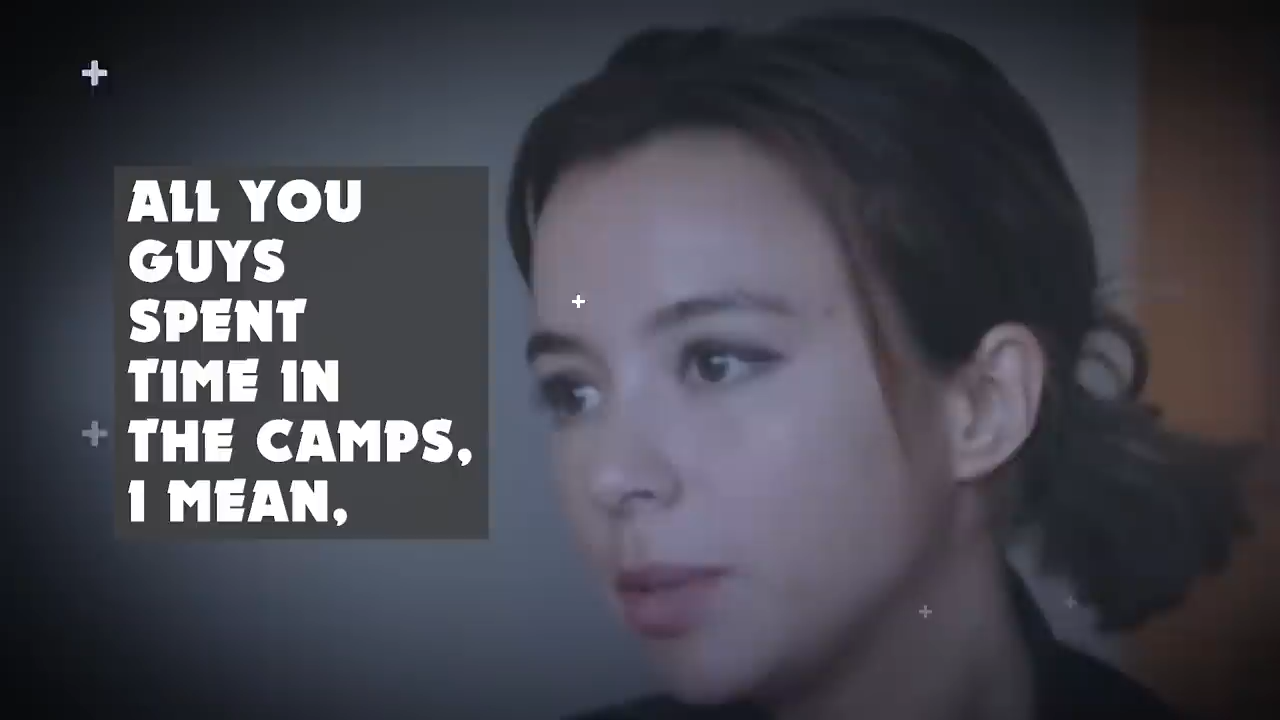 ALL YOU
GUYS
SPENT
TIME IN
THE CAMPS,
I MEAN,